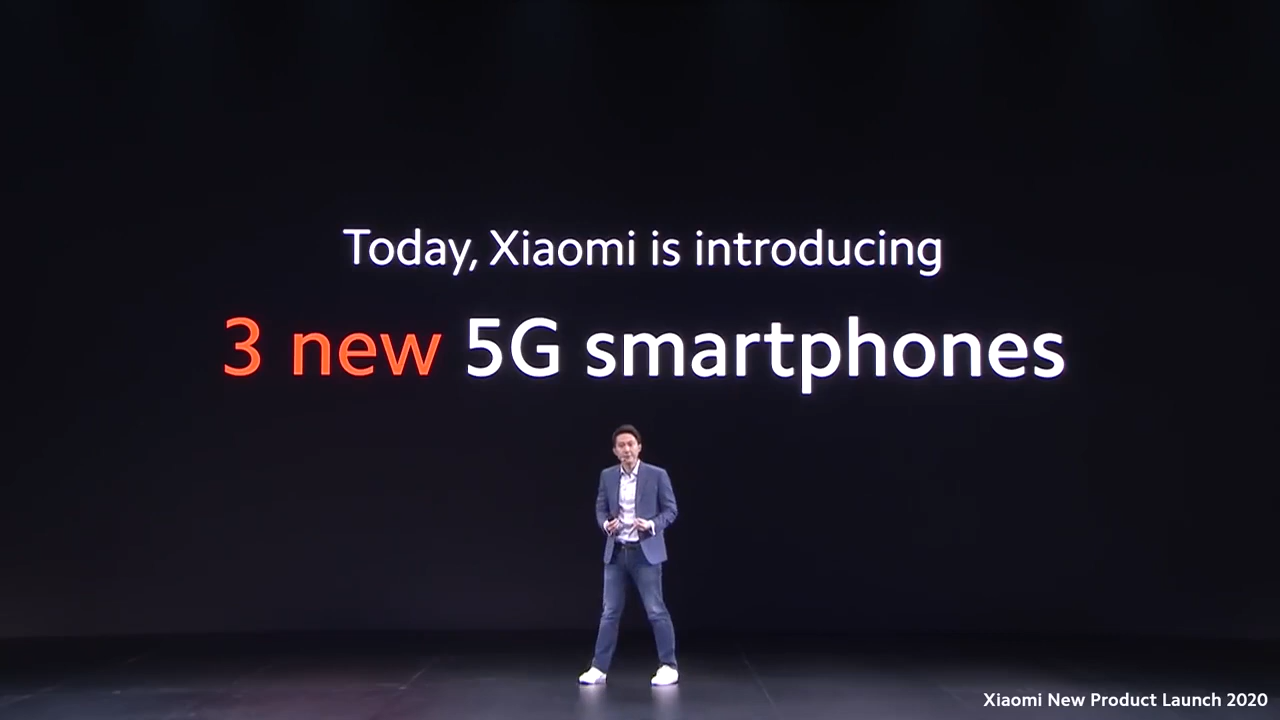 Today, Xiaomi is introducing
3 new 5G smartphones
Xiaomi New Product Launch 2020